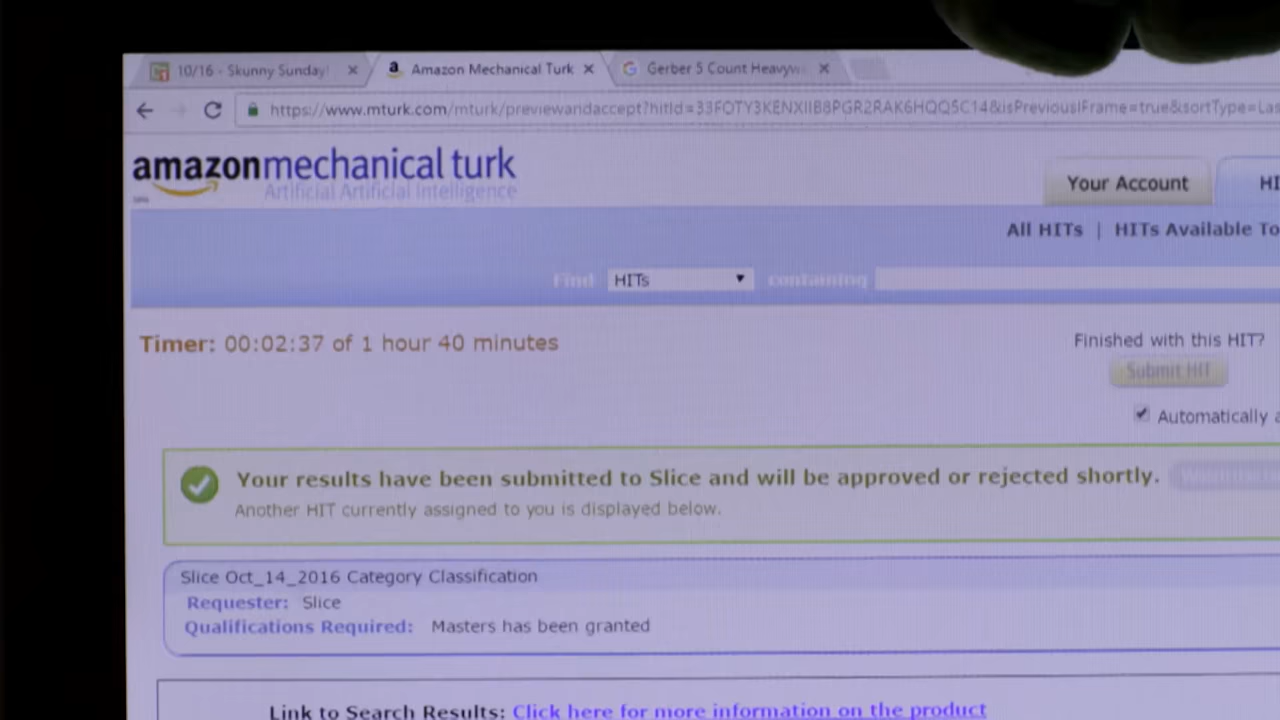 10/16 - Skunny Sunday!
Amazon Mechanical Turk
Gerber 5 Count Heavyw
https://www.mturk.com/mturk/previewandaccept?hitId=33FOTY3KENXIIB8PGR2RAK6HQQ5C14&isPreviousIFrame=true&sortType=Las
amazon mechanical turk
Artificial Artificial Intelligence
Your Account
HI
All HITs | HITs Available To
Find HITs containing
Timer: 00:02:37 of 1 hour 40 minutes
Finished with this HIT?
Submit HIT
Automatically a
Your results have been submitted to Slice and will be approved or rejected shortly.
Another HIT currently assigned to you is displayed below.
Slice Oct_14_2016 Category Classification
Requester: Slice
Qualifications Required: Masters has been granted
Link to Search Results: Click here for more information on the product